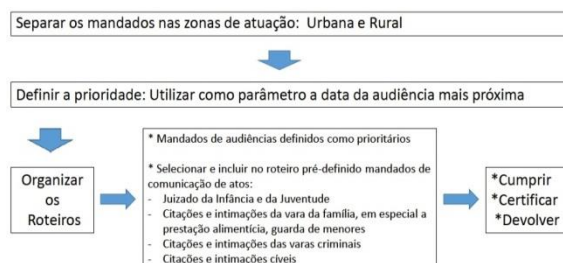 Separar os mandados nas zonas de atuação: Urbana e Rural
Definir a prioridade: Utilizar como parâmetro a data da audiência mais próxima
Organizar
os
Roteiros
* Mandados de audiências definidos como prioritários
* Selecionar e incluir no roteiro pré-definido mandados de
comunicação de atos:
- Juizado da Infância e da Juventude
- Citações e intimações da vara da família, em especial a
prestação alimentícia, guarda de menores
- Citações e intimações das varas criminais
- Citações e intimações cíveis
*Cumprir
*Certificar
*Devolver